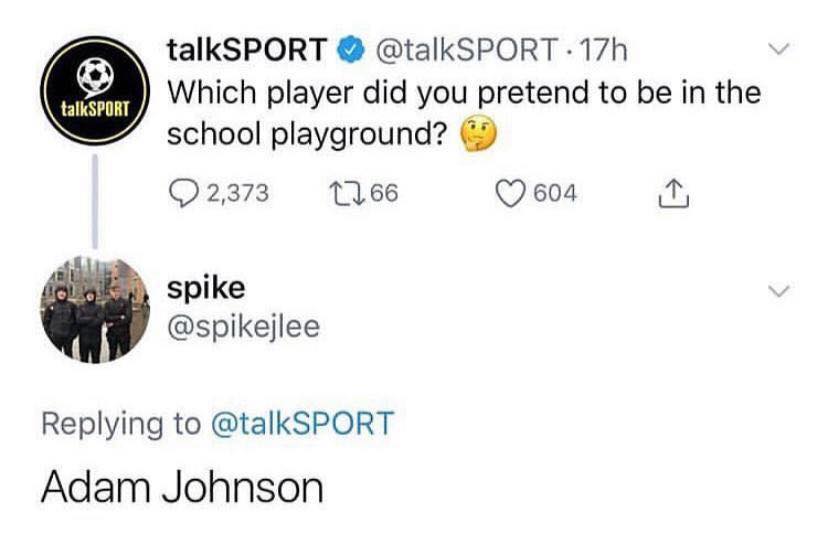 talkSPORT @talkSPORT · 17h
talkSPORT
Which player did you pretend to be in the
school playground? 🤔
2,373 66 604
spike
@spikejlee
Replying to @talkSPORT
Adam Johnson